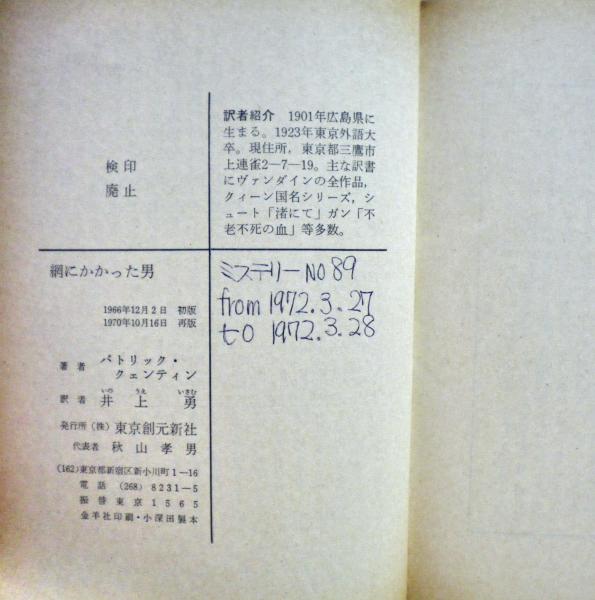 訳者紹介　1901年広島県に
生まる。1923年東京外語大
卒。現住所，東京都三鷹市
上連雀2—7—19。主な訳書
にヴァンダインの全作品，
クィーン国名シリーズ，シ
ュート「渚にて」ガン「不
老不死の血」等多数。
検印
廃止
網にかかった男
1966年12月2日　初版
1970年10月16日　再版
著者　パトリック・
クェンティン
訳者　井上勇
いの　うえ　いさむ
発行所　(株)　東京創元新社
代表者　秋山孝男
(162)東京都新宿区新小川町1—16
電話　(268) 8231—5
振替東京1565
金羊社印刷・小深田製本
ミステリー NO 89
from 1972.3.27
to 1972.3.28